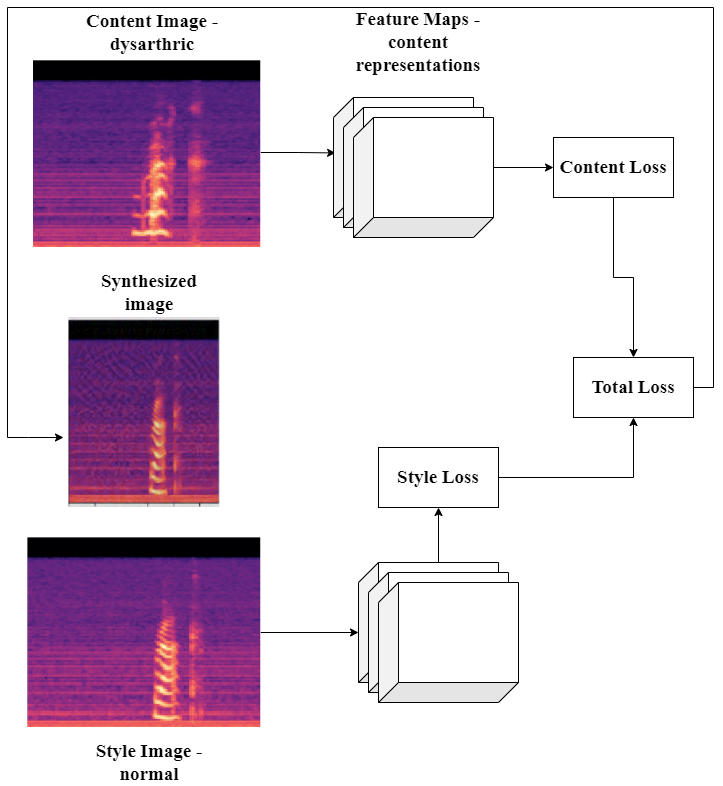 Content Image -
dysarthric
Feature Maps -
content
representations
Content Loss
Synthesized
image
Total Loss
Style Loss
Style Image -
normal